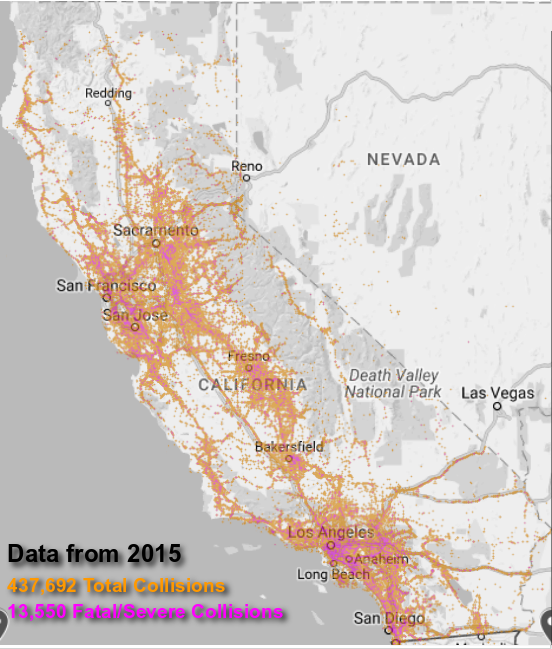 Redding
Reno
NEVADA
Sacramento
San Francisco
San Jose
Fresno
CALIFORNIA
Death Valley
National Park
Las Vegas
Bakersfield
Los Angeles
Anaheim
Long Beach
San Diego
Data from 2015
437,692 Total Collisions
13,550 Fatal/Severe Collisions